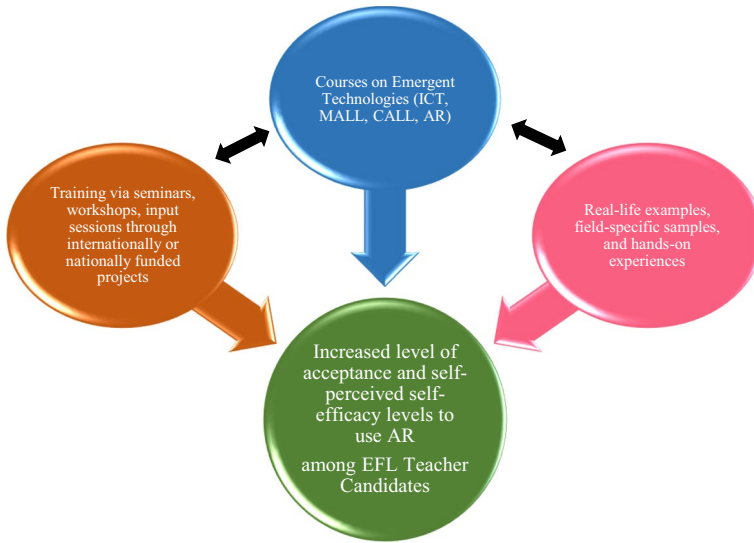 Courses on Emergent
Technologies (ICT,
MALL, CALL, AR)
Training via seminars,
workshops, input
sessions through
internationally or
nationally funded
projects
Real-life examples,
field-specific samples,
and hands-on
experiences
Increased level of
acceptance and self-
perceived self-
efficacy levels to
use AR
among EFL Teacher
Candidates